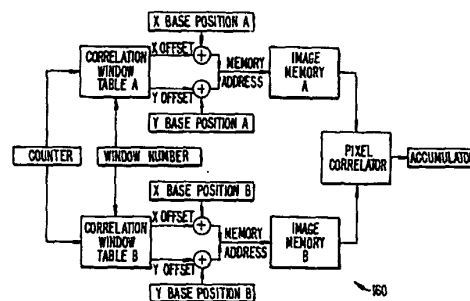 X BASE POSITION A
CORRELATION
WINDOW
TABLE A
X OFFSET
Y OFFSET
MEMORY
ADDRESS
IMAGE
MEMORY
A
Y BASE POSITION A
COUNTER
WINDOW NUMBER
PIXEL
CORRELATOR
ACCUMULATOR
X BASE POSITION B
CORRELATION
WINDOW
TABLE B
X OFFSET
Y OFFSET
MEMORY
ADDRESS
IMAGE
MEMORY
B
Y BASE POSITION B
160